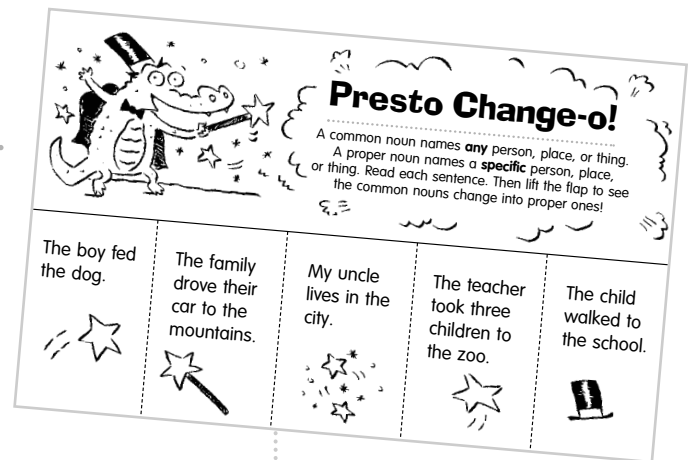 Presto Change-o!
A common noun names any person, place, or thing.
A proper noun names a specific person, place,
or thing. Read each sentence. Then lift the flap to see
the common nouns change into proper ones!
The boy fed
the dog.
The family
drove their
car to the
mountains.
My uncle
lives in the
city.
The teacher
took three
children to
the zoo.
The child
walked to
the school.